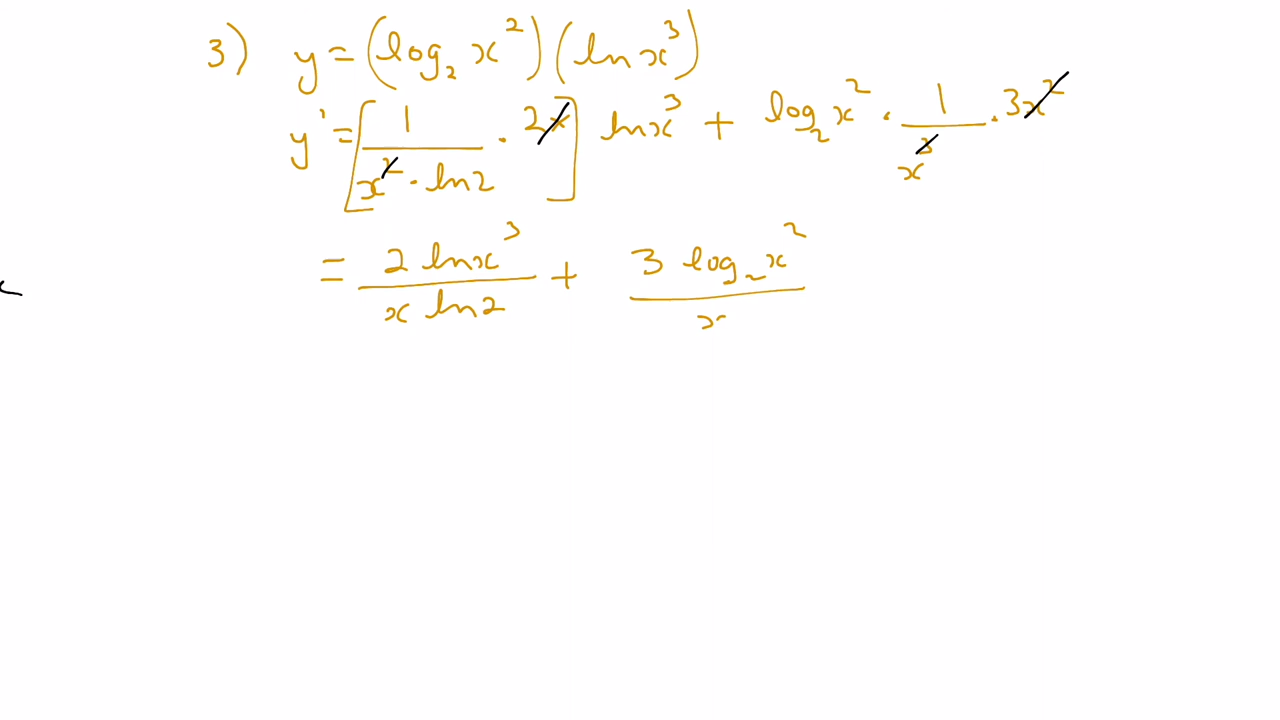 3) y = (log₂ x²)(ln x³)
y' = [1/(x² · ln2) · 2x] ln x³ + log₂ x² · 1/x³ · 3x²
= 2 ln x³/(x ln2) + 3 log₂ x²/x